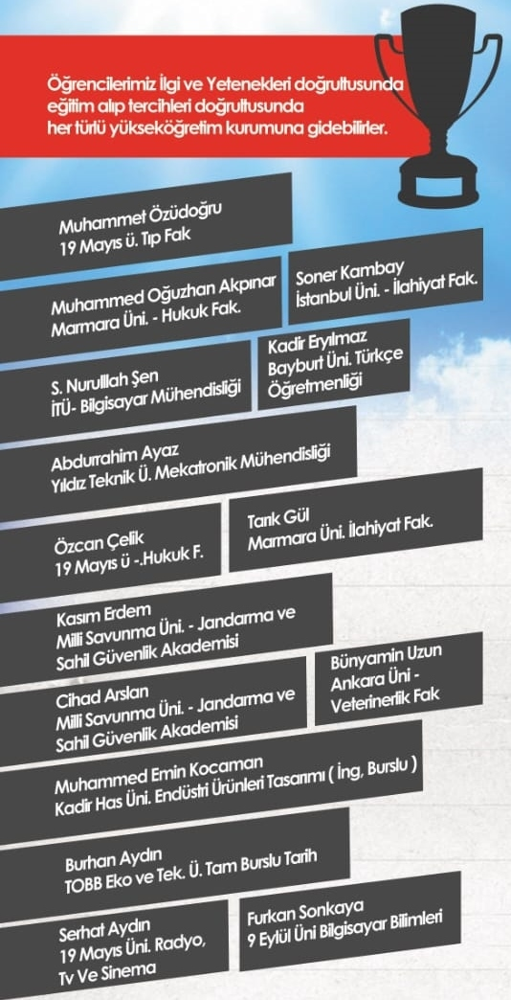 Öğrencilerimiz İlgi ve Yetenekleri doğrultusunda
eğitim alıp tercihleri doğrultusunda
her türlü yükseköğretim kurumuna gidebilirler.
Muhammet Özüdoğru
19 Mayıs ü. Tıp Fak
Muhammed Oğuzhan Akpınar
Marmara Üni. - Hukuk Fak.
Soner Kambay
İstanbul Üni. - İlahiyat Fak.
S. Nurulllah Şen
İTÜ- Bilgisayar Mühendisliği
Kadir Eryılmaz
Bayburt Üni. Türkçe
Öğretmenliği
Abdurrahim Ayaz
Yıldız Teknik Ü. Mekatronik Mühendisliği
Özcan Çelik
19 Mayıs ü -.Hukuk F.
Tarık Gül
Marmara Üni. İlahiyat Fak.
Kasım Erdem
Milli Savunma Üni. - Jandarma ve
Sahil Güvenlik Akademisi
Cihad Arslan
Milli Savunma Üni. - Jandarma ve
Sahil Güvenlik Akademisi
Bünyamin Uzun
Ankara Üni -
Veterinerlik Fak
Muhammed Emin Kocaman
Kadir Has Üni. Endüstri Ürünleri Tasarımı ( İng, Burslu )
Burhan Aydın
TOBB Eko ve Tek. Ü. Tam Burslu Tarih
Serhat Aydın
19 Mayıs Üni. Radyo,
Tv Ve Sinema
Furkan Sonkaya
9 Eylül Üni Bilgisayar Bilimleri